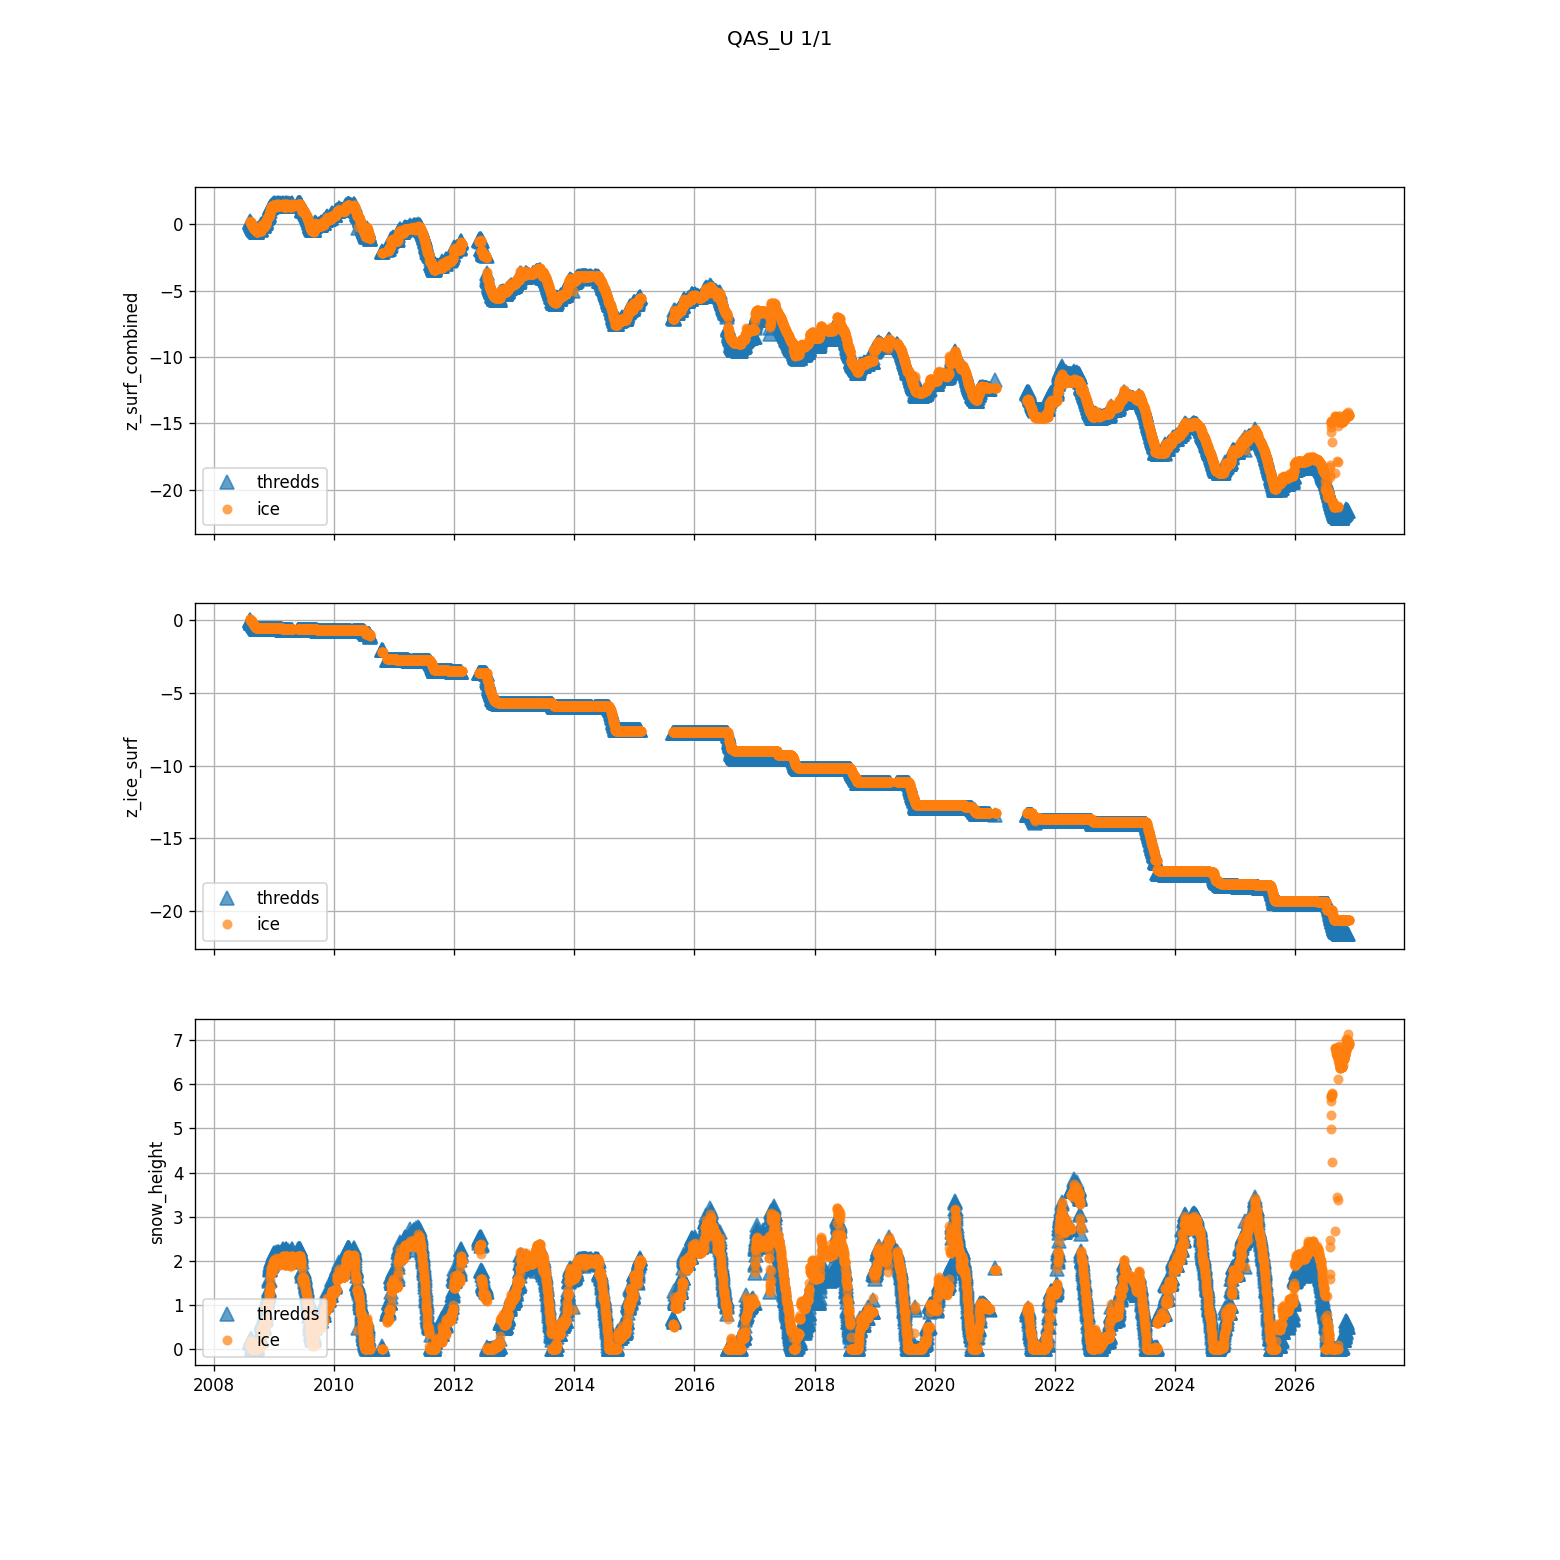 QAS_U 1/1
z_surf_combined
0
−5
−10
−15
−20
thredds
ice
z_ice_surf
0
−5
−10
−15
−20
thredds
ice
snow_height
7
6
5
4
3
2
1
0
thredds
ice
2008 2010 2012 2014 2016 2018 2020 2022 2024 2026